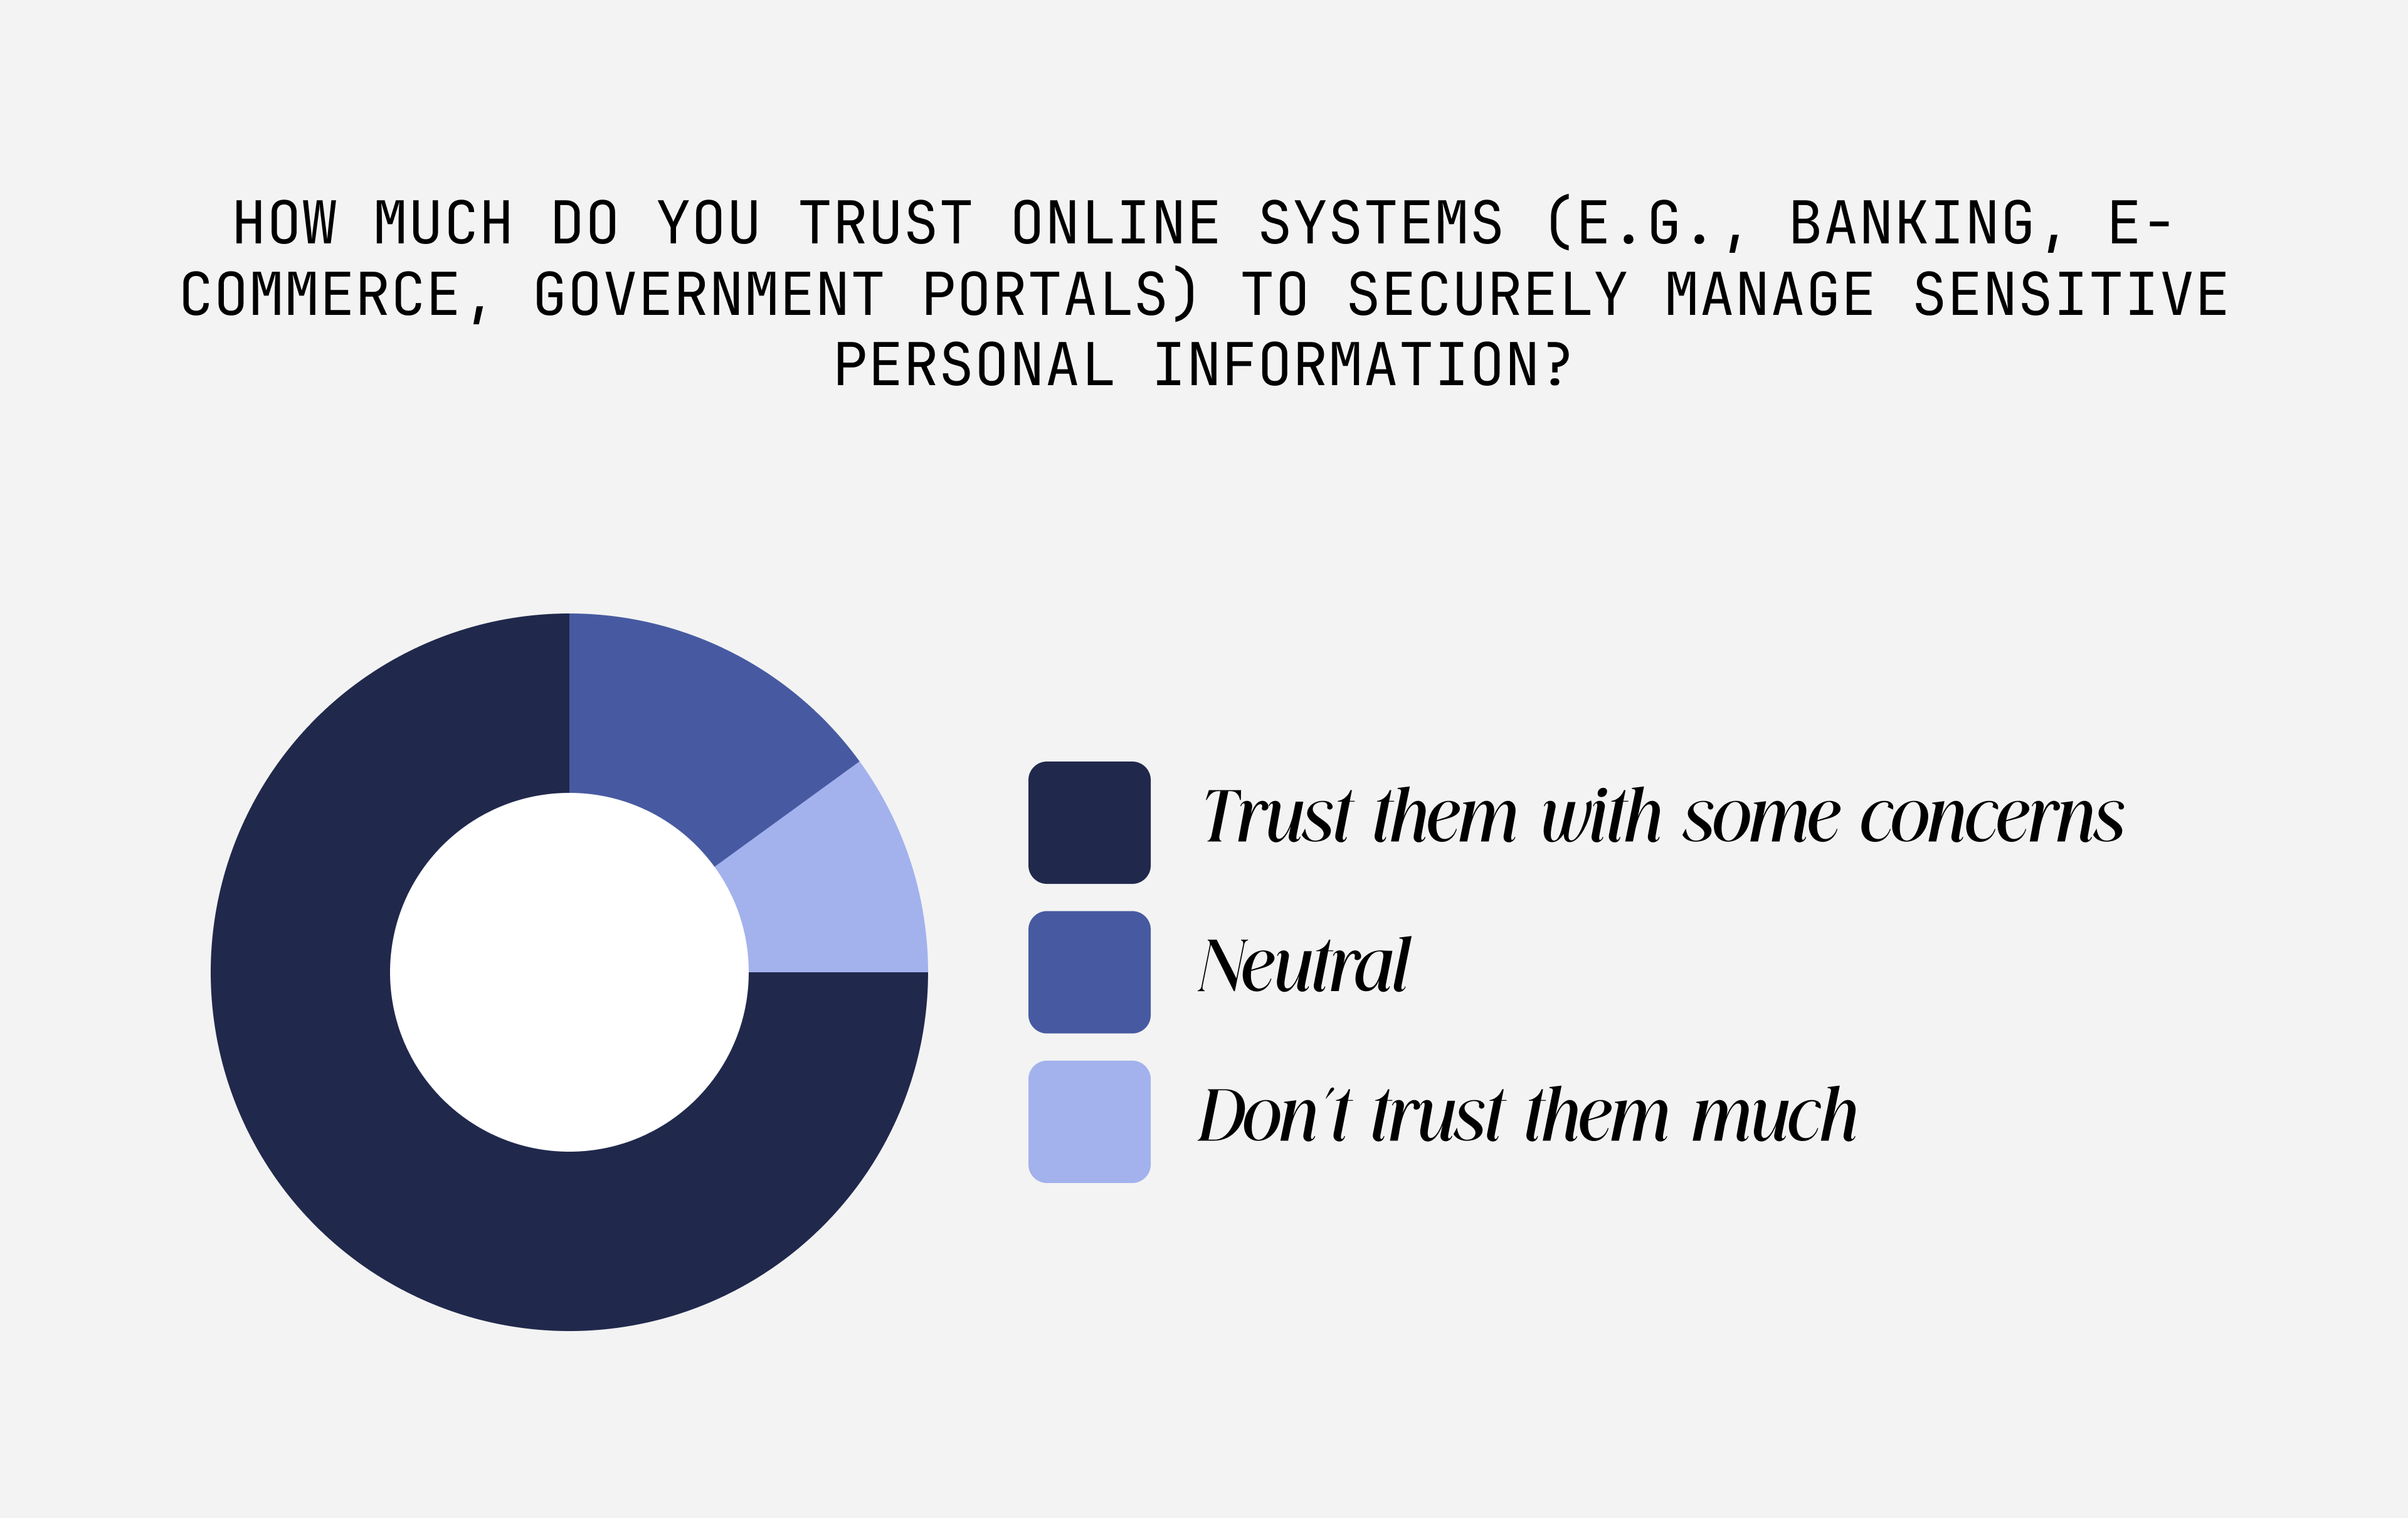 HOW MUCH DO YOU TRUST ONLINE SYSTEMS (E.G., BANKING, E-
COMMERCE, GOVERNMENT PORTALS) TO SECURELY MANAGE SENSITIVE
PERSONAL INFORMATION?
Trust them with some concerns
Neutral
Don't trust them much